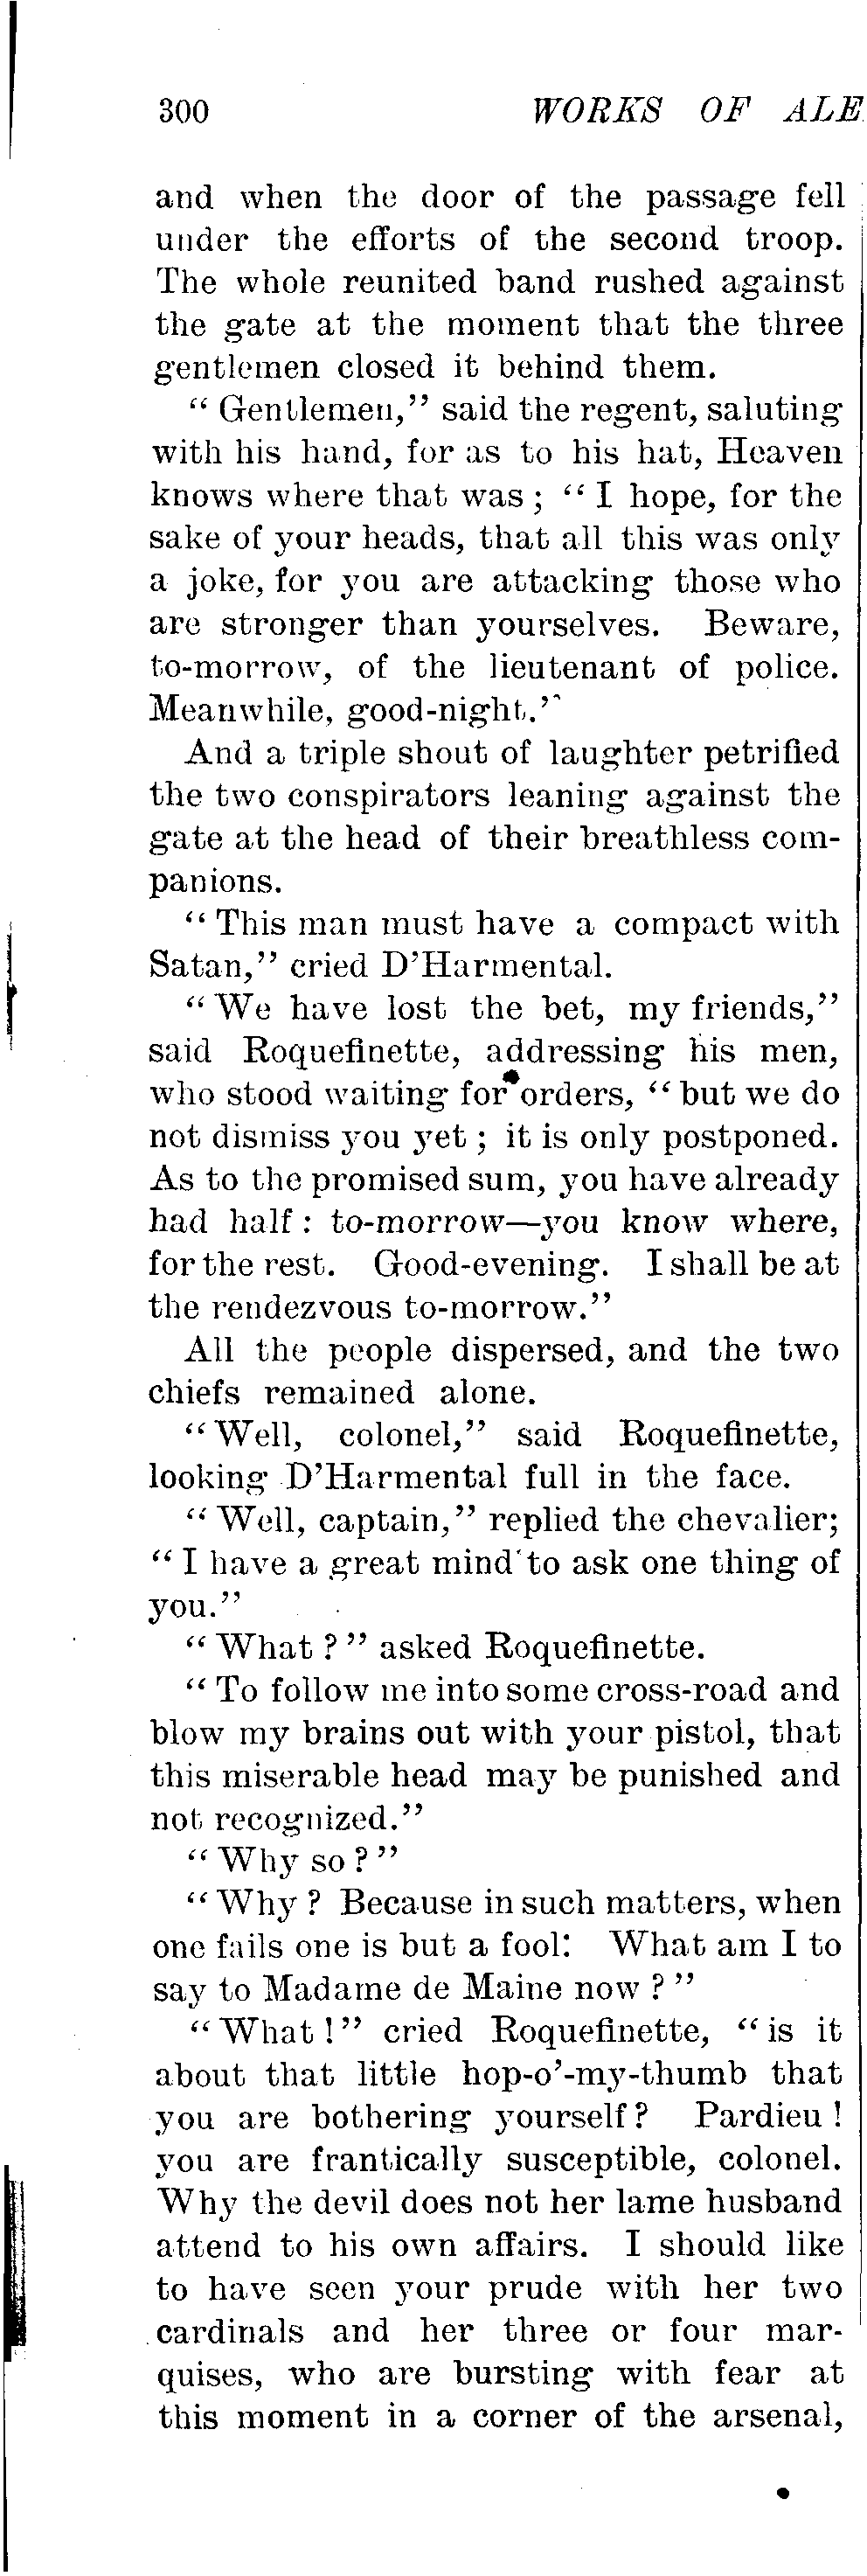 300 WORKS OF ALE
and when the door of the passage fell
under the efforts of the second troop.
The whole reunited band rushed against
the gate at the moment that the three
gentlemen closed it behind them.
“ Gentlemen,” said the regent, saluting
with his hand, for as to his hat, Heaven
knows where that was ; “ I hope, for the
sake of your heads, that all this was only
a joke, for you are attacking those who
are stronger than yourselves. Beware,
to-morrow, of the lieutenant of police.
Meanwhile, good-night.”
And a triple shout of laughter petrified
the two conspirators leaning against the
gate at the head of their breathless com-
panions.
“ This man must have a compact with
Satan,” cried D’Harmental.
“ We have lost the bet, my friends,”
said Roquefinette, addressing his men,
who stood waiting for orders, “ but we do
not dismiss you yet ; it is only postponed.
As to the promised sum, you have already
had half : to-morrow—you know where,
for the rest. Good-evening. I shall be at
the rendezvous to-morrow.”
All the people dispersed, and the two
chiefs remained alone.
“ Well, colonel,” said Roquefinette,
looking D’Harmental full in the face.
“ Well, captain,” replied the chevalier;
“ I have a great mind to ask one thing of
you.”
“ What ? ” asked Roquefinette.
“ To follow me into some cross-road and
blow my brains out with your pistol, that
this miserable head may be punished and
not recognized.”
“ Why so ? ”
“ Why ? Because in such matters, when
one fails one is but a fool: What am I to
say to Madame de Maine now ? ”
“ What ! ” cried Roquefinette, “ is it
about that little hop-o’-my-thumb that
you are bothering yourself ? Pardieu !
you are frantically susceptible, colonel.
Why the devil does not her lame husband
attend to his own affairs. I should like
to have seen your prude with her two
cardinals and her three or four mar-
quises, who are bursting with fear at
this moment in a corner of the arsenal,